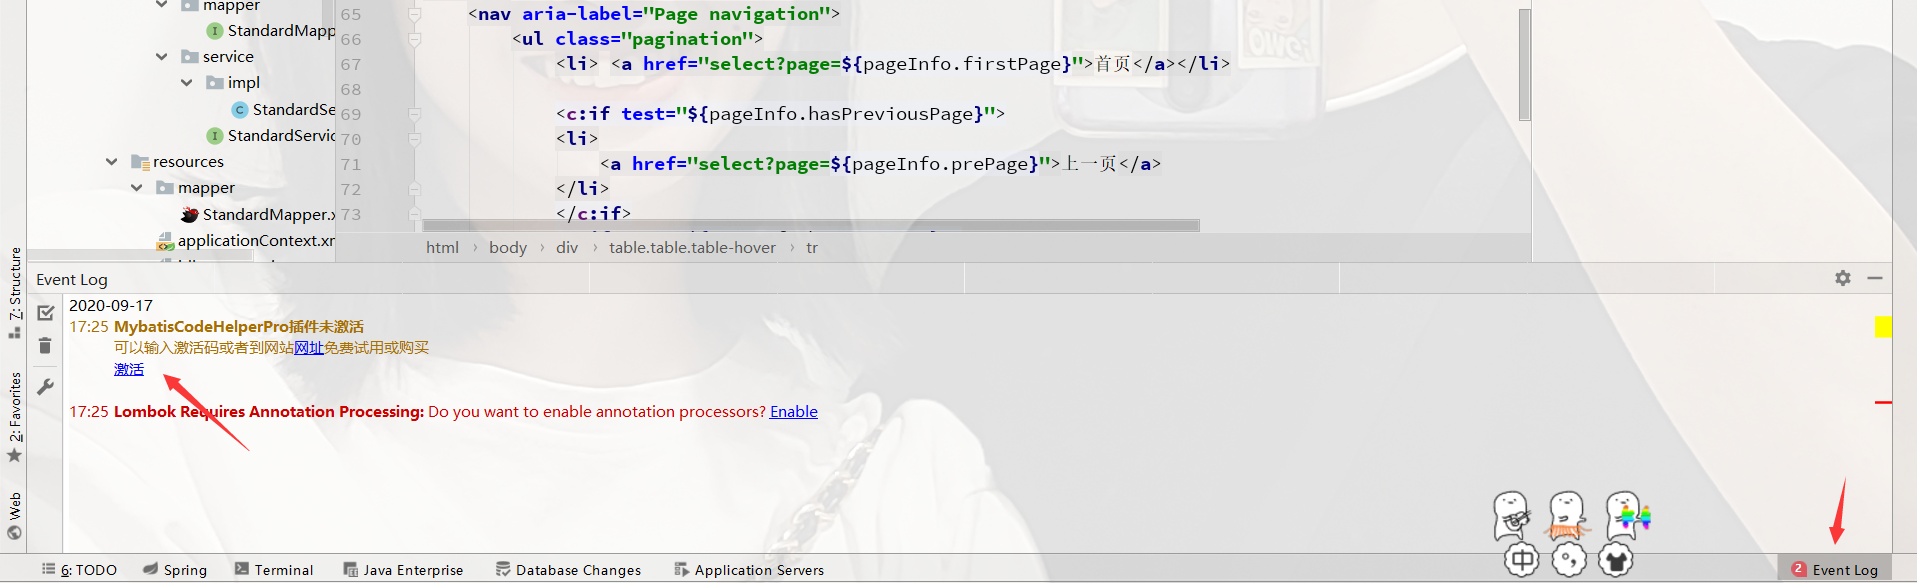 mapper
StandardMapp
service
impl
StandardSe
StandardServic
resources
mapper
StandardMapper.x
applicationContext.xr
65 <nav aria-label="Page navigation">
66 <ul class="pagination">
67 <li> <a href="select?page=${pageInfo.firstPage}">首页</a></li>
68
69 <c:if test="${pageInfo.hasPreviousPage}">
70 <li>
71 <a href="select?page=${pageInfo.prePage}">上一页</a>
72 </li>
73 </c:if>
html › body › div › table.table.table-hover › tr
7: Structure
2: Favorites
Web
Event Log
2020-09-17
17:25 MybatisCodeHelperPro插件未激活
可以输入激活码或者到网站网址免费试用或购买
激活
17:25 Lombok Requires Annotation Processing: Do you want to enable annotation processors? Enable
中
6: TODO Spring Terminal Java Enterprise Database Changes Application Servers 2 Event Log